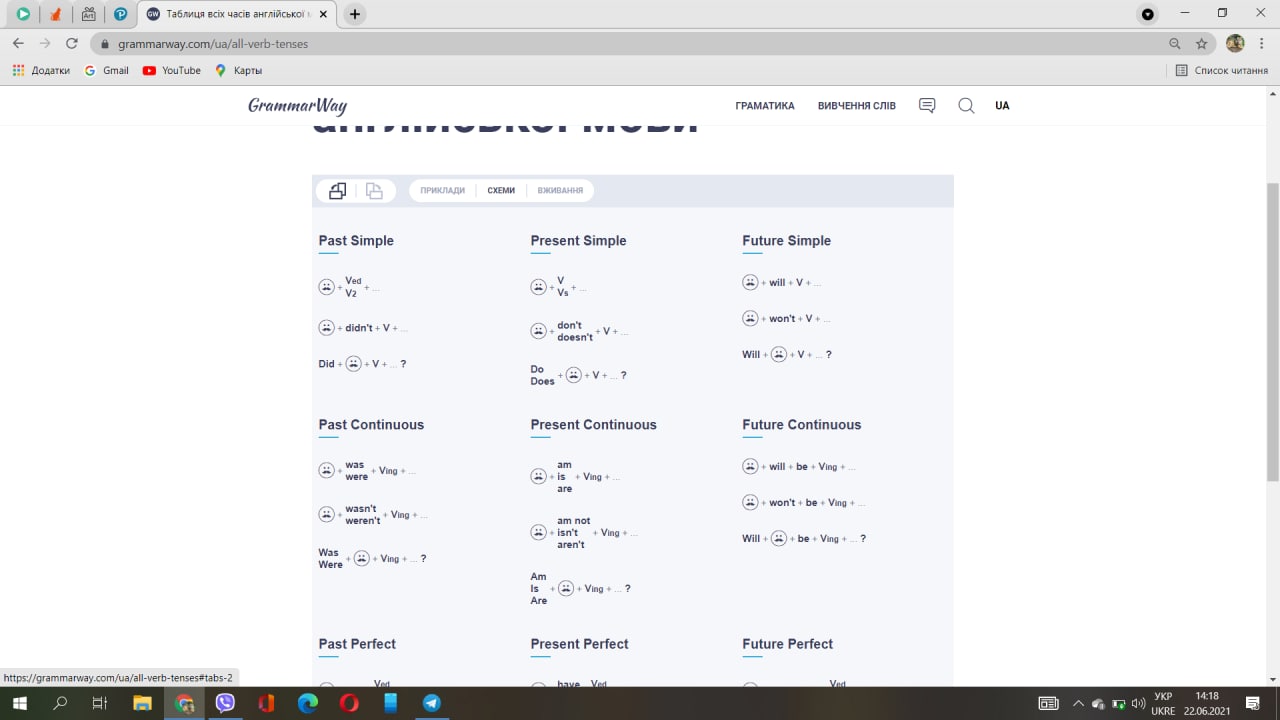 Таблиця всіх часів англійської
grammarway.com/ua/all-verb-tenses
Додатки
Gmail
YouTube
Карты
Список читання
GrammarWay
ГРАМАТИКА
ВИВЧЕННЯ СЛІВ
UA
англійської мови
ПРИКЛАДИ
СХЕМИ
ВЖИВАННЯ
Past Simple
+ Ved
V2 + ...
+ didn't + V + ...
Did + + V + ... ?
Present Simple
+ V
Vs + ...
+ don't
doesn't + V + ...
Do
Does + + V + ... ?
Future Simple
+ will + V + ...
+ won't + V + ...
Will + + V + ... ?
Past Continuous
+ was
were + Ving + ...
+ wasn't
weren't + Ving + ...
Was
Were + + Ving + ... ?
Present Continuous
am
+ is + Ving + ...
are
am not
+ isn't + Ving + ...
aren't
Am
Is + + Ving + ... ?
Are
Future Continuous
+ will + be + Ving + ...
+ won't + be + Ving + ...
Will + + be + Ving + ... ?
Past Perfect
Ved
Present Perfect
have Ved
Future Perfect
Ved
https://grammarway.com/ua/all-verb-tenses#tabs-2
УКР
UKRE
14:18
22.06.2021